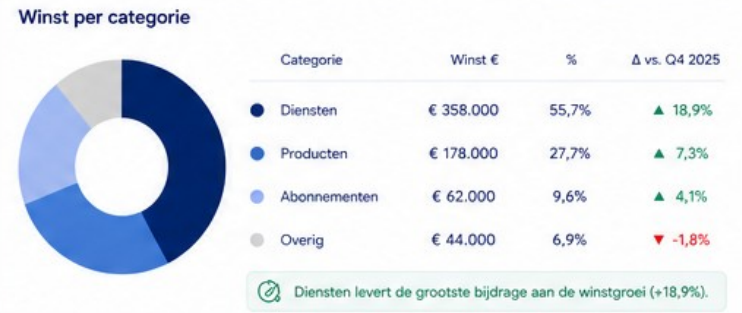 Winst per categorie
Categorie Winst € % Δ vs. Q4 2025
Diensten € 358.000 55,7% ▲ 18,9%
Producten € 178.000 27,7% ▲ 7,3%
Abonnementen € 62.000 9,6% ▲ 4,1%
Overig € 44.000 6,9% ▼ -1,8%
Diensten levert de grootste bijdrage aan de winstgroei (+18,9%).